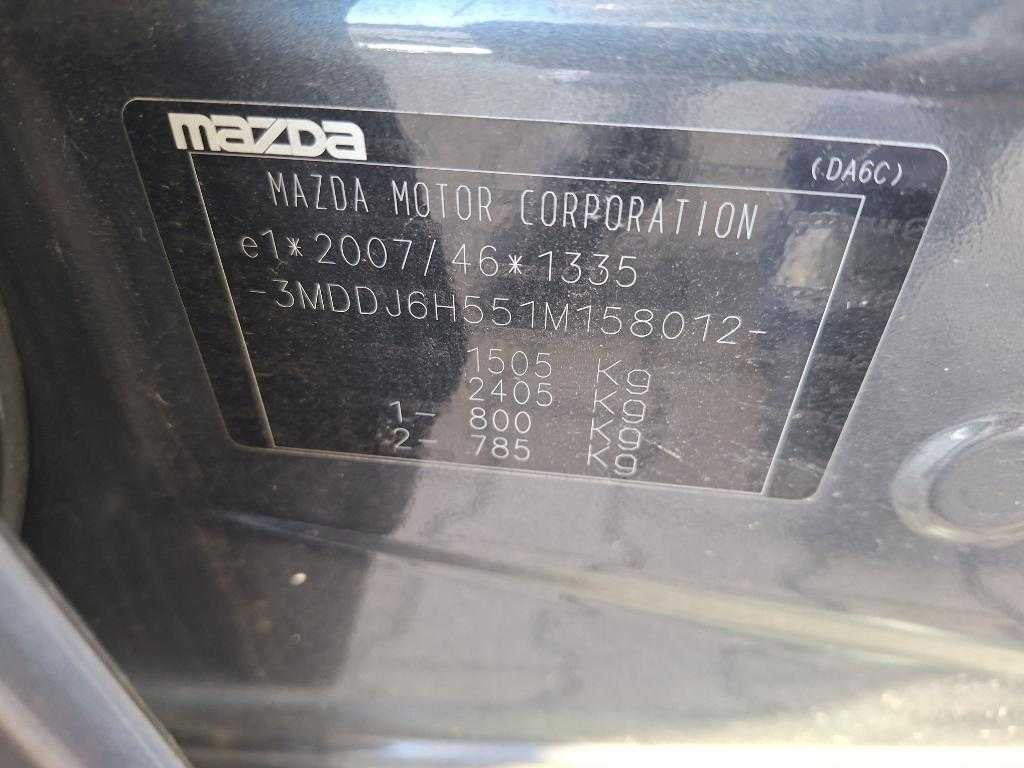 mazda
(DA6C)
MAZDA MOTOR CORPORATION
e1*2007/46*1335
-3MDDJ6H551M158012-
1505 Kg
2405 Kg
1- 800 Kg
2- 785 Kg